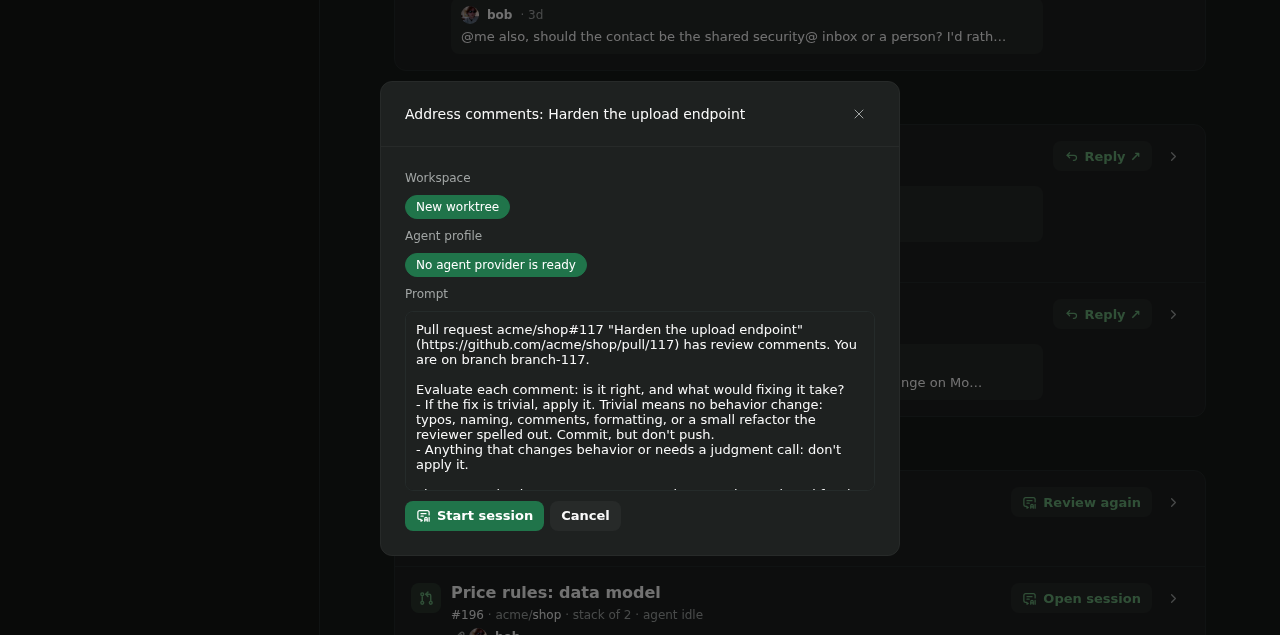 bob · 3d
@me also, should the contact be the shared security@ inbox or a person? I'd rath…
Address comments: Harden the upload endpoint
Reply ↗
Workspace
New worktree
Agent profile
No agent provider is ready
Prompt
Reply ↗
Pull request acme/shop#117 "Harden the upload endpoint"
(https://github.com/acme/shop/pull/117) has review comments. You
are on branch branch-117.
nge on Mo…
Evaluate each comment: is it right, and what would fixing it take?
- If the fix is trivial, apply it. Trivial means no behavior change:
typos, naming, comments, formatting, or a small refactor the
reviewer spelled out. Commit, but don't push.
- Anything that changes behavior or needs a judgment call: don't
apply it.
Review again
Start session
Cancel
Price rules: data model
Open session
#196 · acme/shop · stack of 2 · agent idle
bob